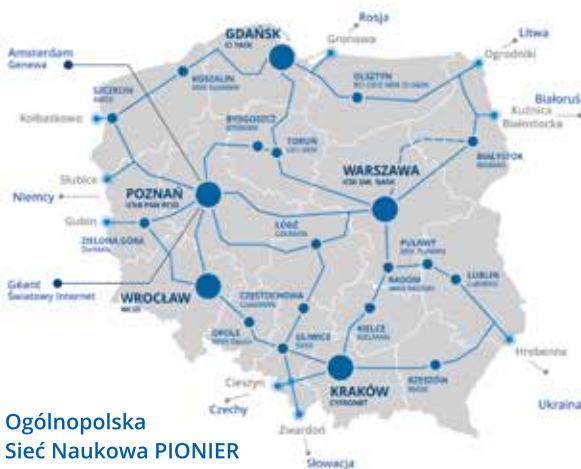 Rosja
GDAŃSK
Gronowo
Litwa
Amsterdam
Genewa
Ogrodniki
KOSZALIN
OLSZTYN
SZCZECIN
Białoruś
Kuźnica
Białostocka
Kołbaskowo
BYDGOSZCZ
TORUŃ
BIAŁYSTOK
WARSZAWA
Słubice
POZNAŃ
Niemcy
Gubin
ŁÓDŹ
ZIELONA GÓRA
PUŁAWY
LUBLIN
RADOM
Géant
Światowy Internet
WROCŁAW
CZĘSTOCHOWA
KIELCE
OPOLE
GLIWICE
Hrebenne
Cieszyn
KRAKÓW
CYFRONET
RZESZÓW
Czechy
Ukraina
Zwardoń
Słowacja
Ogólnopolska
Sieć Naukowa PIONIER